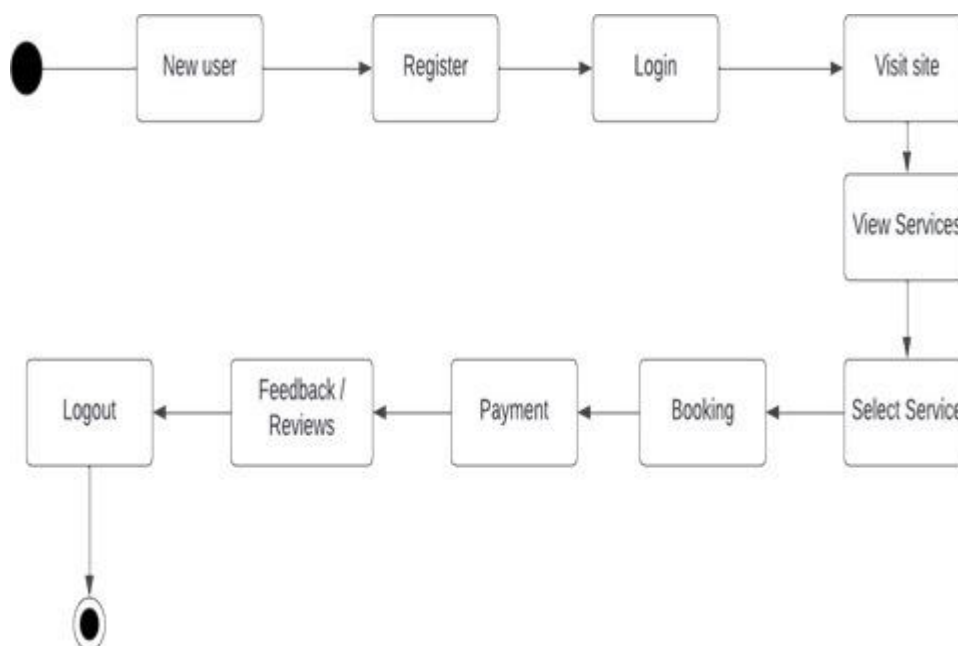 New user
Register
Login
Visit site
View Services
Select Service
Booking
Payment
Feedback /
Reviews
Logout